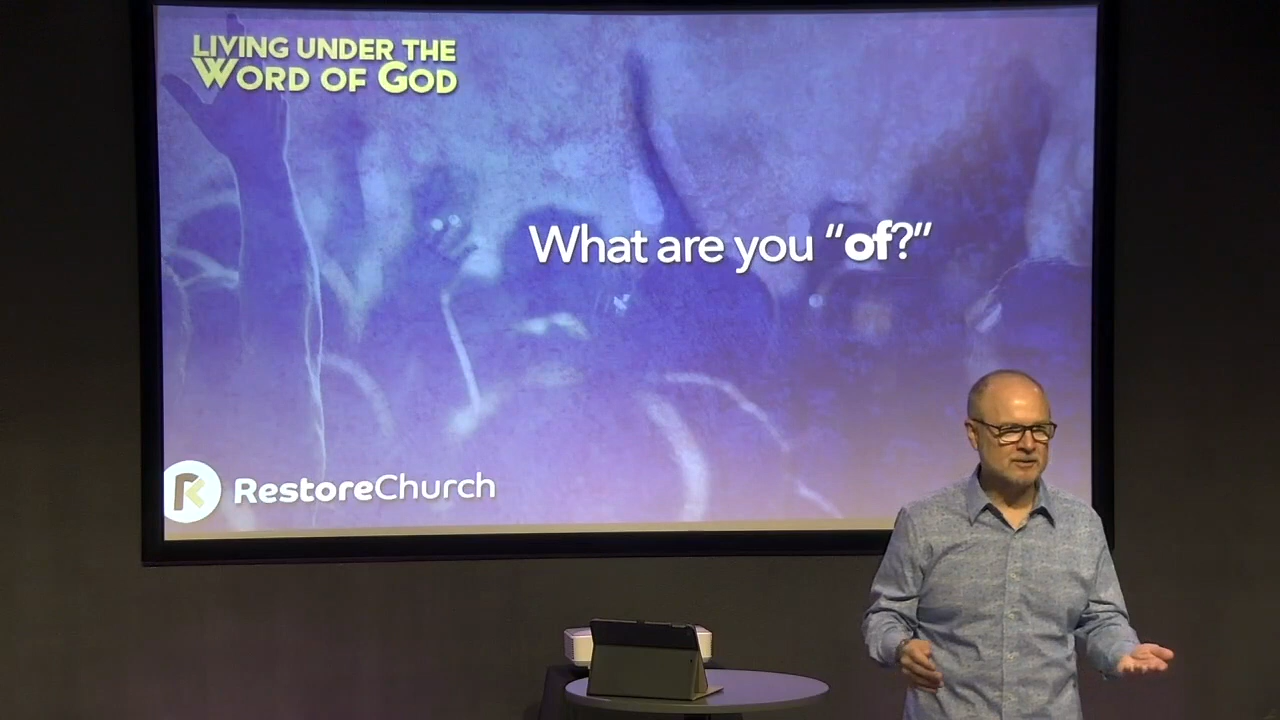 LIVING UNDER THE
WORD OF GOD
What are you “of?”
RestoreChurch